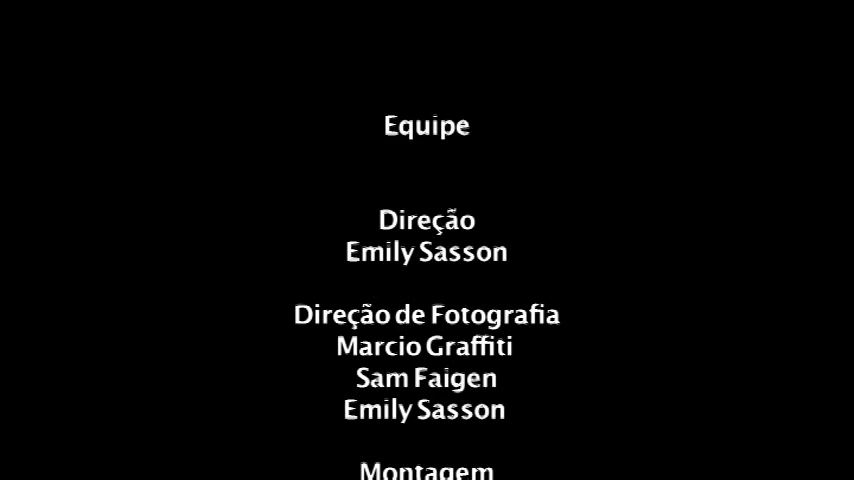 Equipe
Direção
Emily Sasson
Direção de Fotografia
Marcio Graffiti
Sam Faigen
Emily Sasson
Montagem